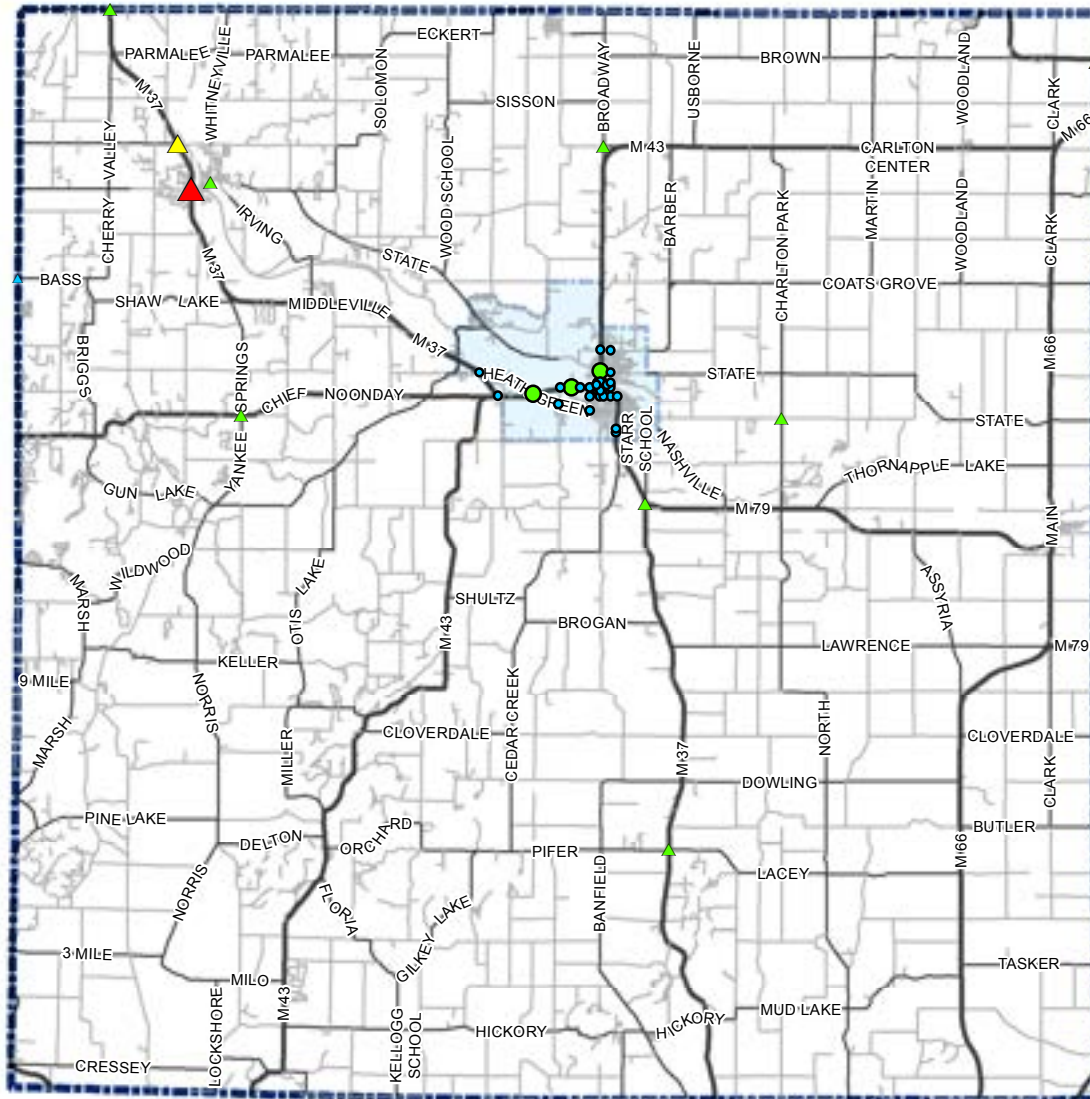 ECKERT
PARMALEE
PARMALEE
WHITNEYVILLE
SOLOMON
BROADWAY
USBORNE
BROWN
WOODLAND
CLARK
M 37
SISSON
M 66
CHERRY VALLEY
WOOD SCHOOL
M 43
CARLTON
CENTER
IRVING
STATE
BARBER
CHARLTON PARK
MARTIN
WOODLAND
CLARK
M 37
BASS
SHAW LAKE
MIDDLEVILLE
COATS GROVE
BRIGGS
SPRINGS
M 37
M 66
HEATH
STATE
CHIEF NOONDAY
GREEN
YANKEE
STARR
SCHOOL
NASHVILLE
STATE
GUN LAKE
THORNAPPLE LAKE
M 79
MAIN
WILDWOOD
MARSH
OTIS LAKE
SHULTZ
M 43
BROGAN
ASSYRIA
LAWRENCE
M 79
KELLER
9 MILE
NORRIS
MARSH
MILLER
CLOVERDALE
CEDAR CREEK
M 37
NORTH
CLOVERDALE
DOWLING
CLARK
PINE LAKE
DELTON
ORCHARD
PIFER
BUTLER
M 66
BANFIELD
LACEY
NORRIS
FLORIA
GILKEY LAKE
3 MILE
MILO
TASKER
LOCKSHORE
M 43
KELLOGG
SCHOOL
HICKORY
HICKORY
MUD LAKE
CRESSEY